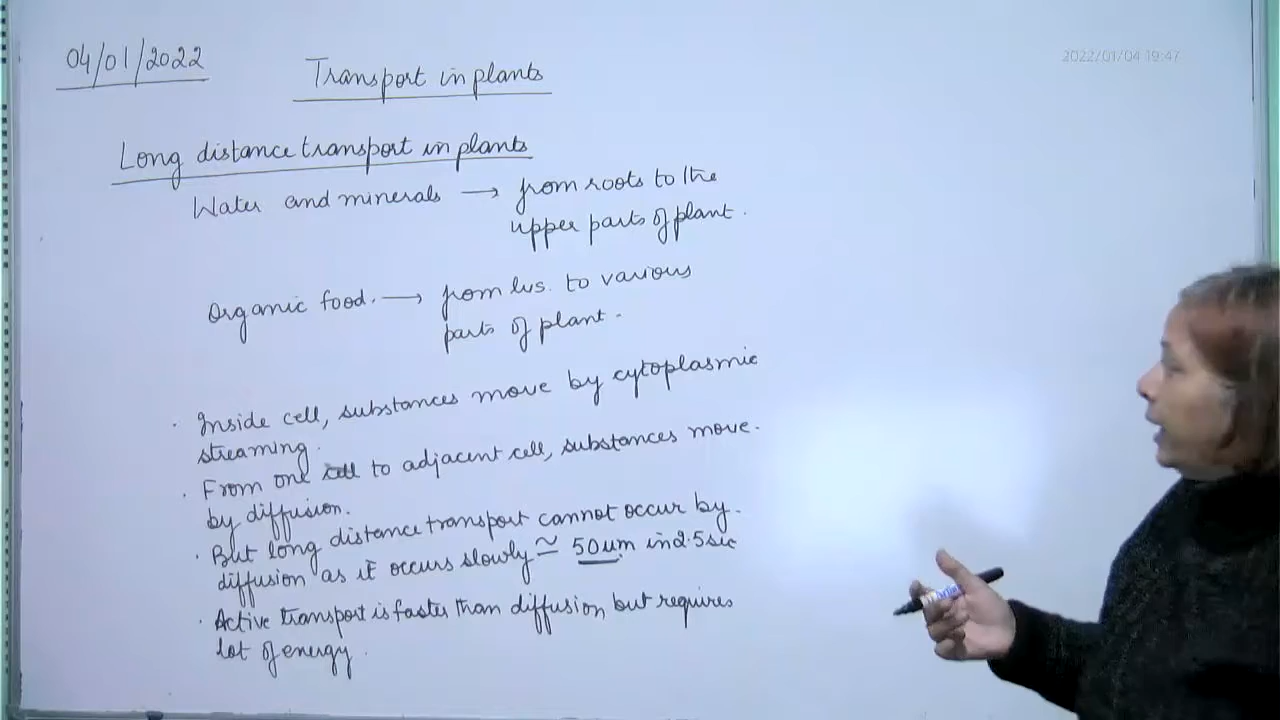 04/01/2022
2022/01/04 19:47
Transport in plants
Long distance transport in plants
Water and minerals → from roots to the
upper parts of plant.
Organic food. → from lvs. to various
parts of plant.
· Inside cell, substances move by cytoplasmic
streaming.
· From one cell to adjacent cell, substances move.
by diffusion.
· But long distance transport cannot occur by.
diffusion as it occurs slowly ≃ 50um in 2.5 sec
· Active transport is faster than diffusion, but requires
lot of energy.